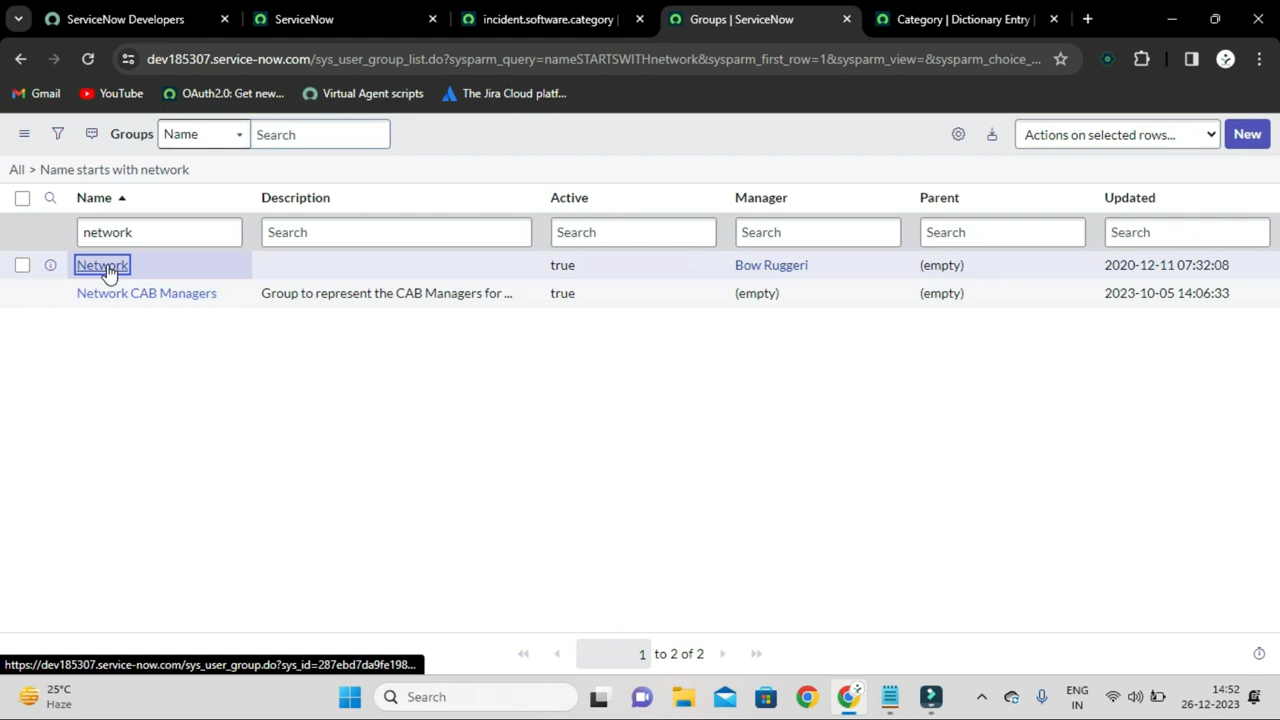 ServiceNow Developers
ServiceNow
incident.software.category |
Groups | ServiceNow
Category | Dictionary Entry |
dev185307.service-now.com/sys_user_group_list.do?sysparm_query=nameSTARTSWITHnetwork&sysparm_first_row=1&sysparm_view=&sysparm_choice_...
Gmail
YouTube
OAuth2.0: Get new...
Virtual Agent scripts
The Jira Cloud platf...
Groups
Name
Search
Actions on selected rows...
New
All > Name starts with network
Name
Description
Active
Manager
Parent
Updated
network
Search
Search
Search
Search
Search
Network
true
Bow Ruggeri
(empty)
2020-12-11 07:32:08
Network CAB Managers
Group to represent the CAB Managers for ...
true
(empty)
(empty)
2023-10-05 14:06:33
1 to 2 of 2
https://dev185307.service-now.com/sys_user_group.do?sys_id=287ebd7da9fe198...
25°C
Haze
Search
ENG
IN
14:52
26-12-2023